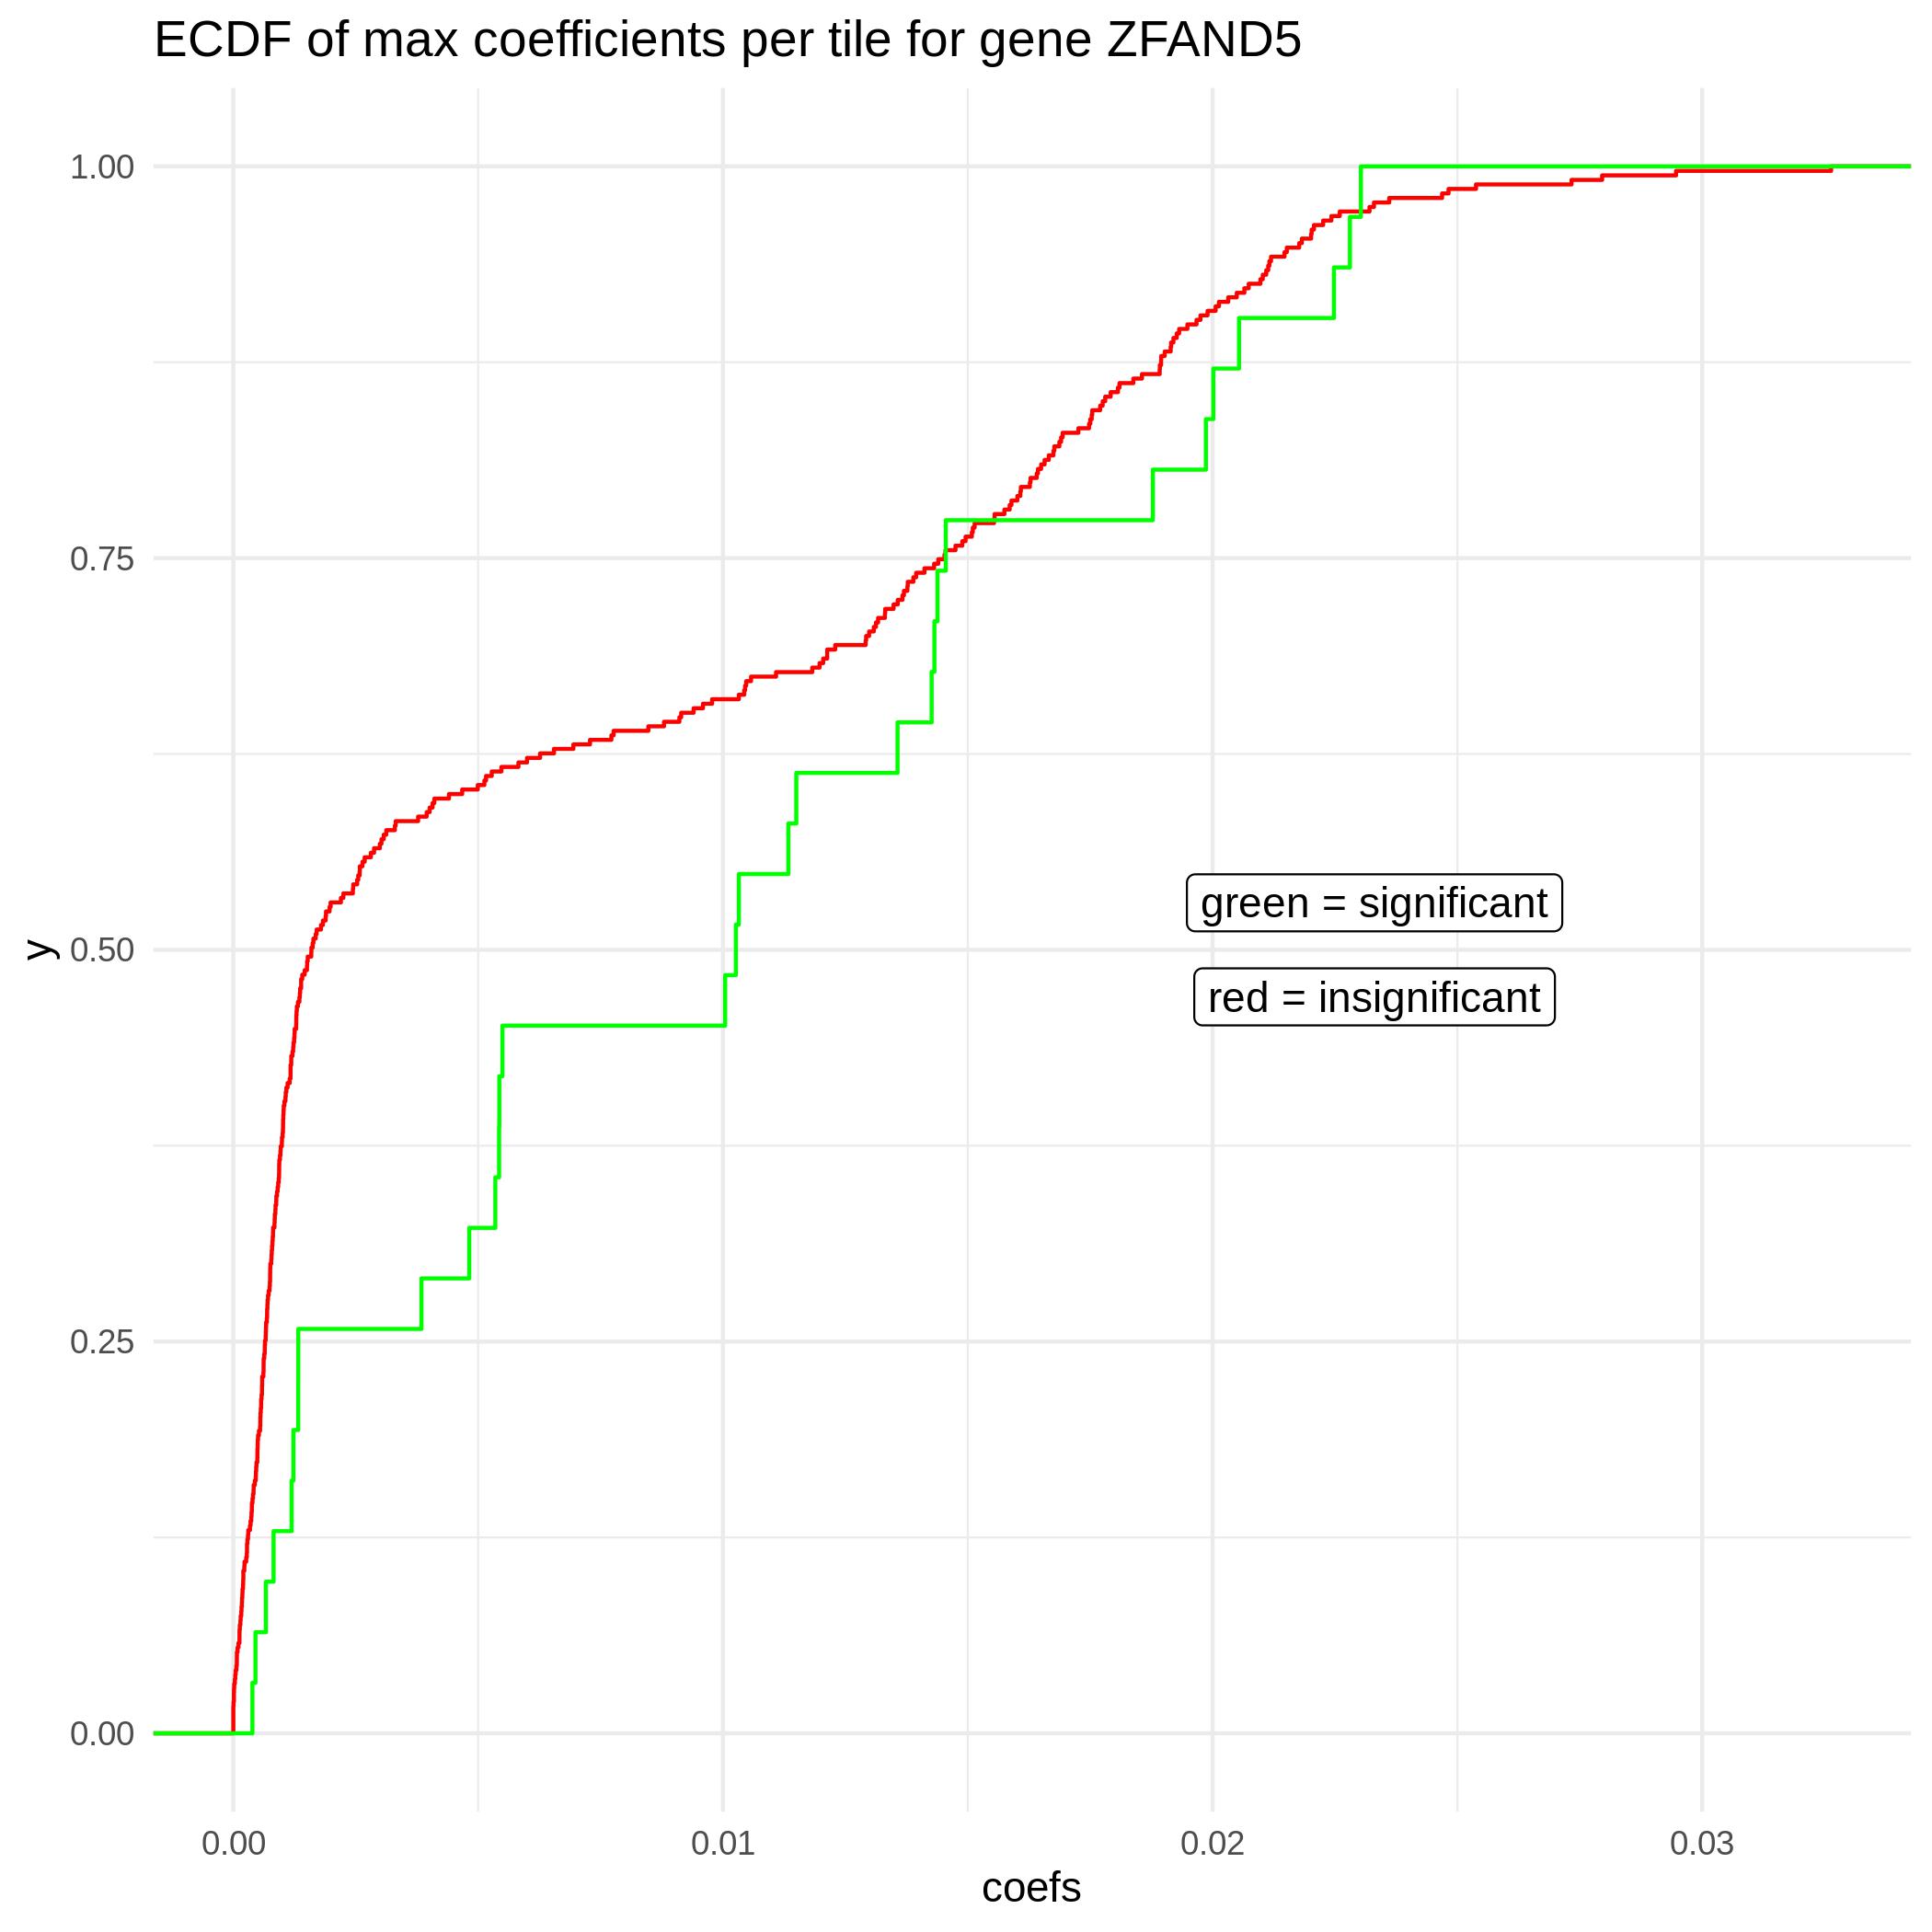 ECDF of max coefficients per tile for gene ZFAND5
1.00
0.75
0.50
0.25
0.00
y
green = significant
red = insignificant
0.00
0.01
0.02
0.03
coefs